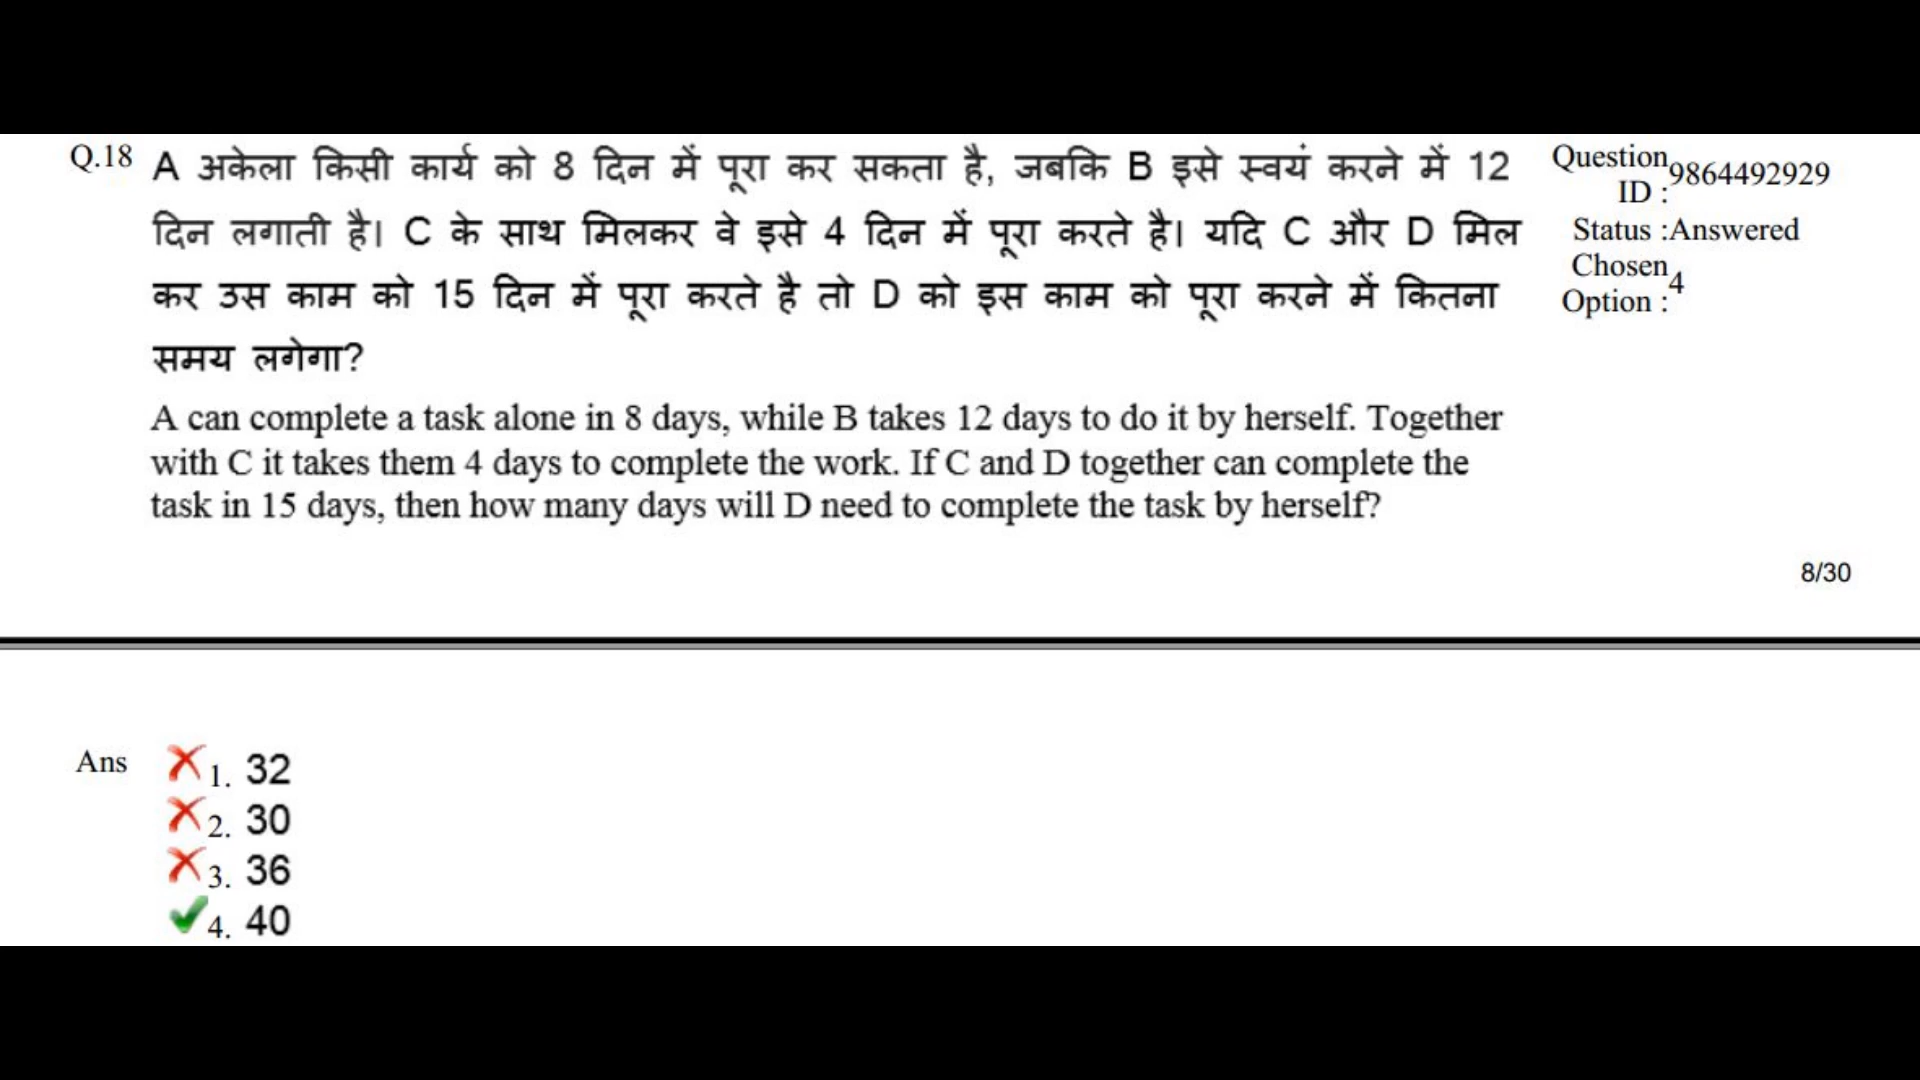 Q.18 A अकेला किसी कार्य को 8 दिन में पूरा कर सकता है, जबकि B इसे स्वयं करने में 12
दिन लगाती है। C के साथ मिलकर वे इसे 4 दिन में पूरा करते है। यदि C और D मिल
कर उस काम को 15 दिन में पूरा करते है तो D को इस काम को पूरा करने में कितना
समय लगेगा?
A can complete a task alone in 8 days, while B takes 12 days to do it by herself. Together
with C it takes them 4 days to complete the work. If C and D together can complete the
task in 15 days, then how many days will D need to complete the task by herself?
Question ID : 9864492929
Status : Answered
Chosen Option : 4
8/30
Ans 1. 32
2. 30
3. 36
4. 40